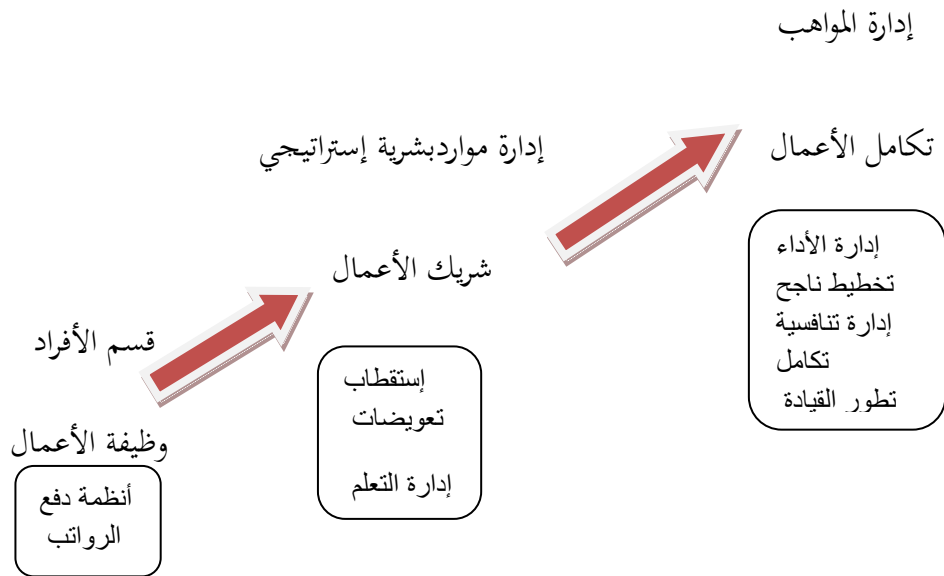 إدارة المواهب
تكامل الأعمال
إدارة الأداء
تخطيط ناجح
إدارة تنافسية
تكامل
تطور القيادة
إدارة مواردبشرية إستراتيجي
شريك الأعمال
إستقطاب
تعويضات
إدارة التعلم
قسم الأفراد
وظيفة الأعمال
أنظمة دفع
الرواتب